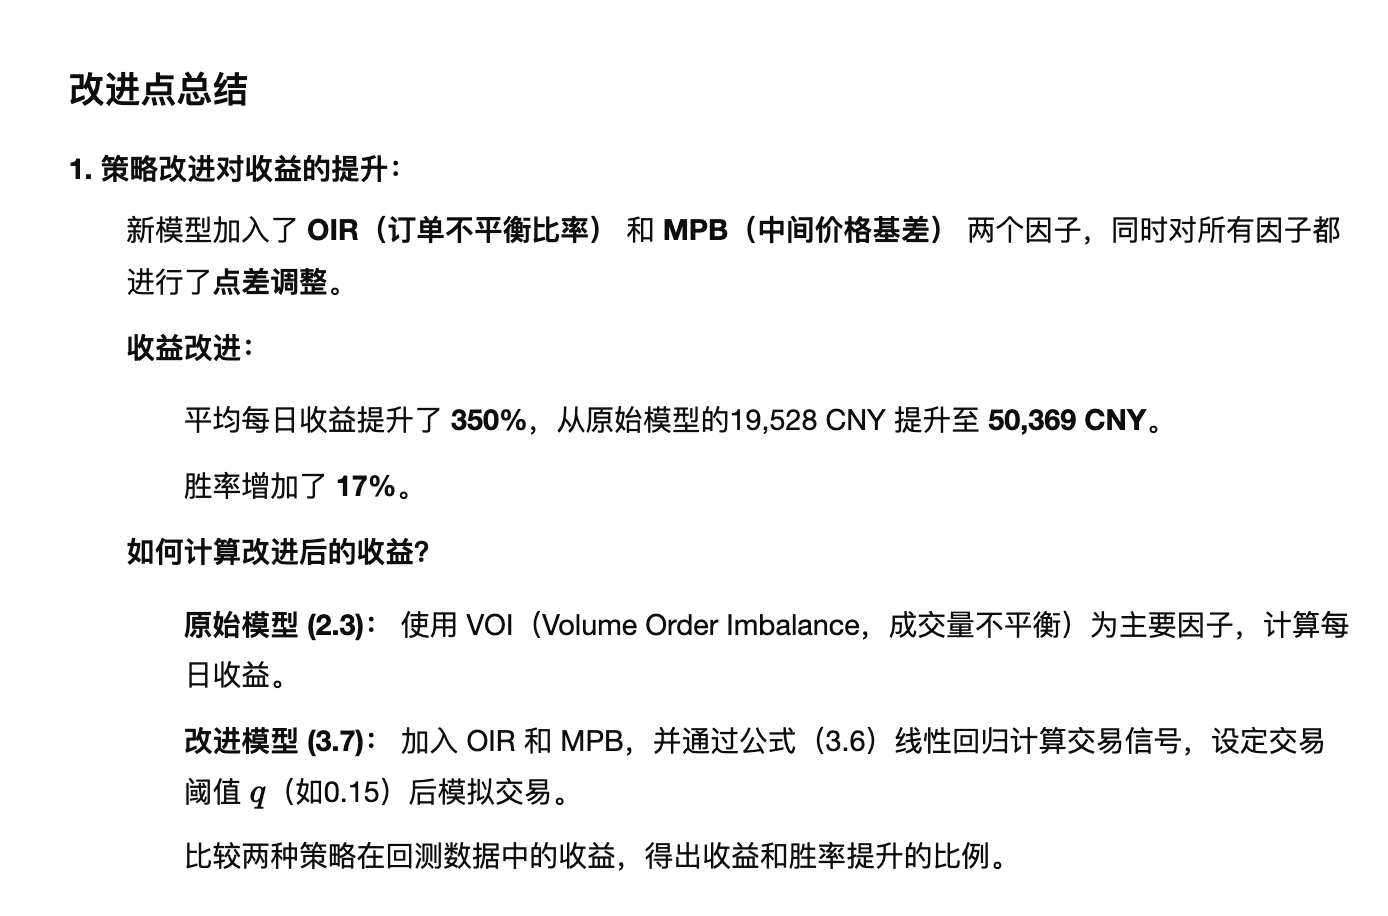 改进点总结
1. 策略改进对收益的提升：
新模型加入了 OIR（订单不平衡比率） 和 MPB（中间价格基差） 两个因子，同时对所有因子都
进行了点差调整。
收益改进：
平均每日收益提升了 350%，从原始模型的19,528 CNY 提升至 50,369 CNY。
胜率增加了 17%。
如何计算改进后的收益?
原始模型 (2.3)： 使用 VOI（Volume Order Imbalance，成交量不平衡）为主要因子，计算每
日收益。
改进模型 (3.7)： 加入 OIR 和 MPB，并通过公式（3.6）线性回归计算交易信号，设定交易
阈值 q（如0.15）后模拟交易。
比较两种策略在回测数据中的收益，得出收益和胜率提升的比例。